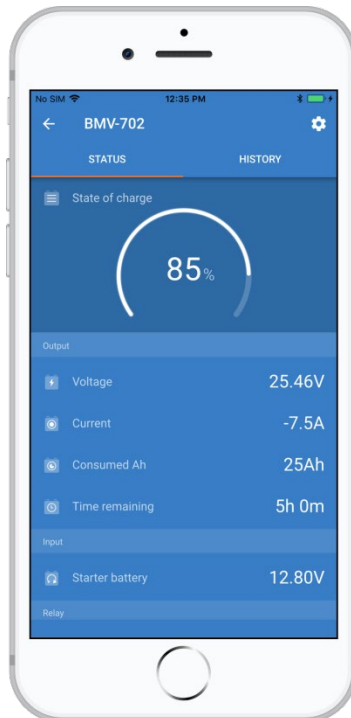 No SIM 12:35 PM
BMV-702
STATUS HISTORY
State of charge
85%
Output
Voltage 25.46V
Current -7.5A
Consumed Ah 25Ah
Time remaining 5h 0m
Input
Starter battery 12.80V
Relay